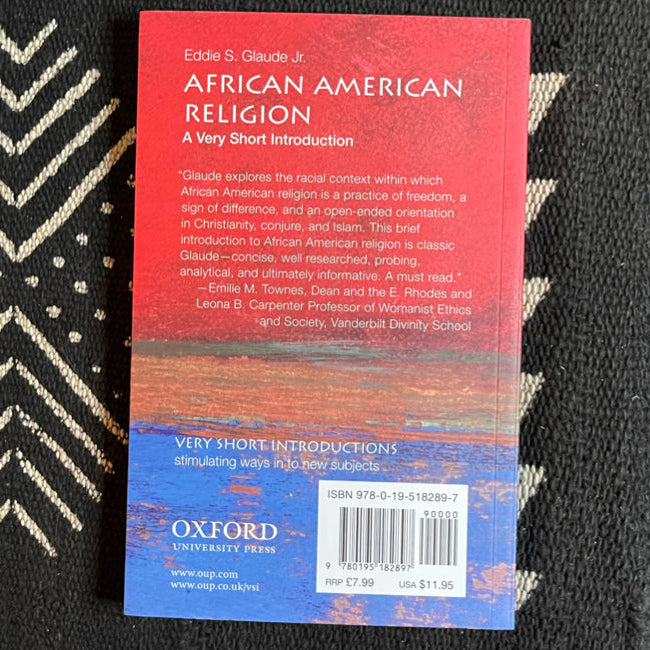 Eddie S. Glaude Jr.
AFRICAN AMERICAN
RELIGION
A Very Short Introduction
“Glaude explores the racial context within which
African American religion is a practice of freedom, a
sign of difference, and an open-ended orientation
in Christianity, conjure, and Islam. This brief
introduction to African American religion is classic
Glaude—concise, well researched, probing,
analytical, and ultimately informative. A must read.”
—Emilie M. Townes, Dean and the E. Rhodes and
Leona B. Carpenter Professor of Womanist Ethics
and Society, Vanderbilt Divinity School
VERY SHORT INTRODUCTIONS
stimulating ways in to new subjects
OXFORD
UNIVERSITY PRESS
www.oup.com
www.oup.co.uk/vsi
ISBN 978-0-19-518289-7
90000
9 780195 182897
RRP £7.99 USA $11.95